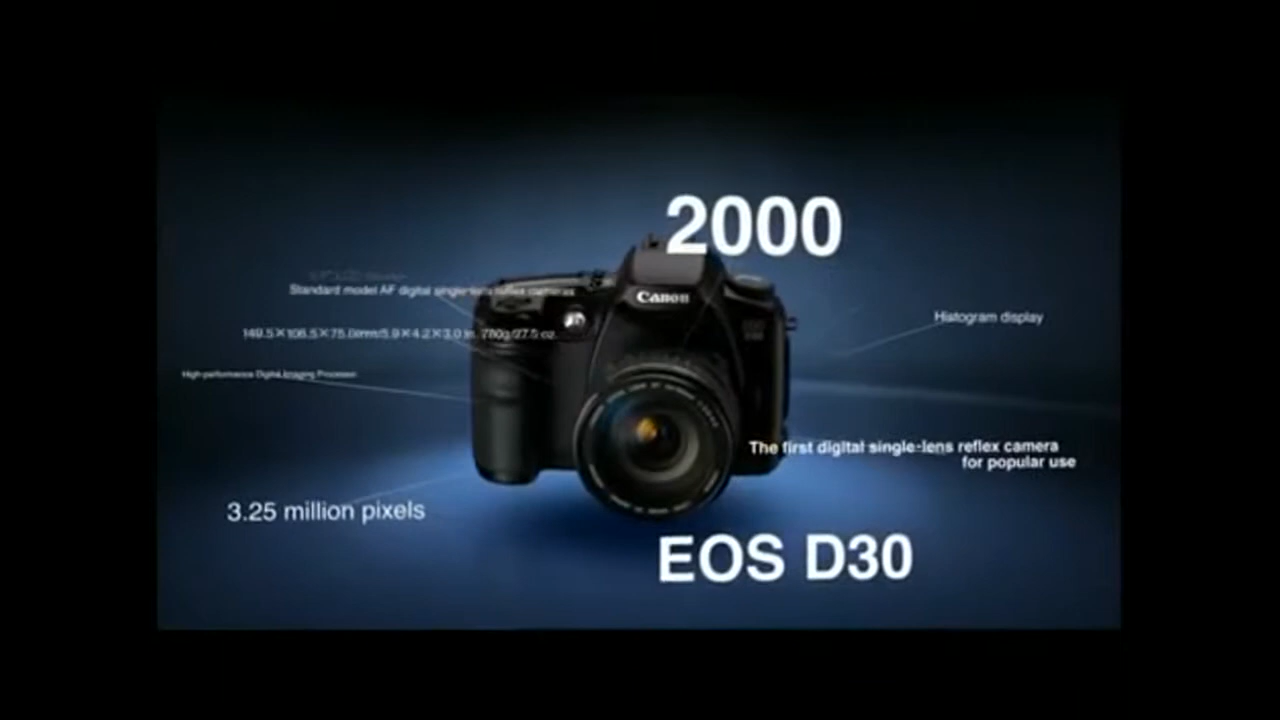 2000
Standard model AF digital single-lens reflex cameras
Canon
Histogram display
149.5×106.5×75.0mm/5.9×4.2×3.0 in. 780g/27.5 oz.
High-performance Digital Imaging Processor
The first digital single-lens reflex camera
for popular use
3.25 million pixels
EOS D30